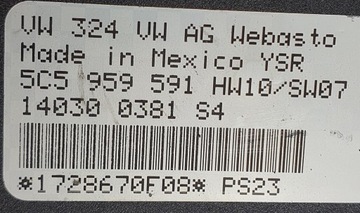 VW 324 VW AG Webasto
Made in Mexico YSR
5C5 959 591 HW10/SW07
14030 0381 S4
*1728670F08* PS23